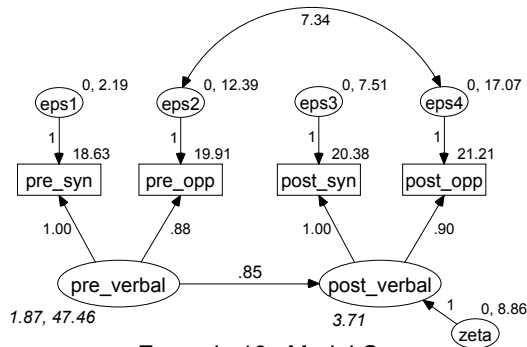 7.34
0, 2.19
0, 12.39
0, 7.51
0, 17.07
eps1
eps2
eps3
eps4
1
1
1
1
18.63
19.91
20.38
21.21
pre_syn
pre_opp
post_syn
post_opp
1.00
.88
1.00
.90
pre_verbal
.85
post_verbal
1.87, 47.46
3.71
1
0, 8.86
zeta